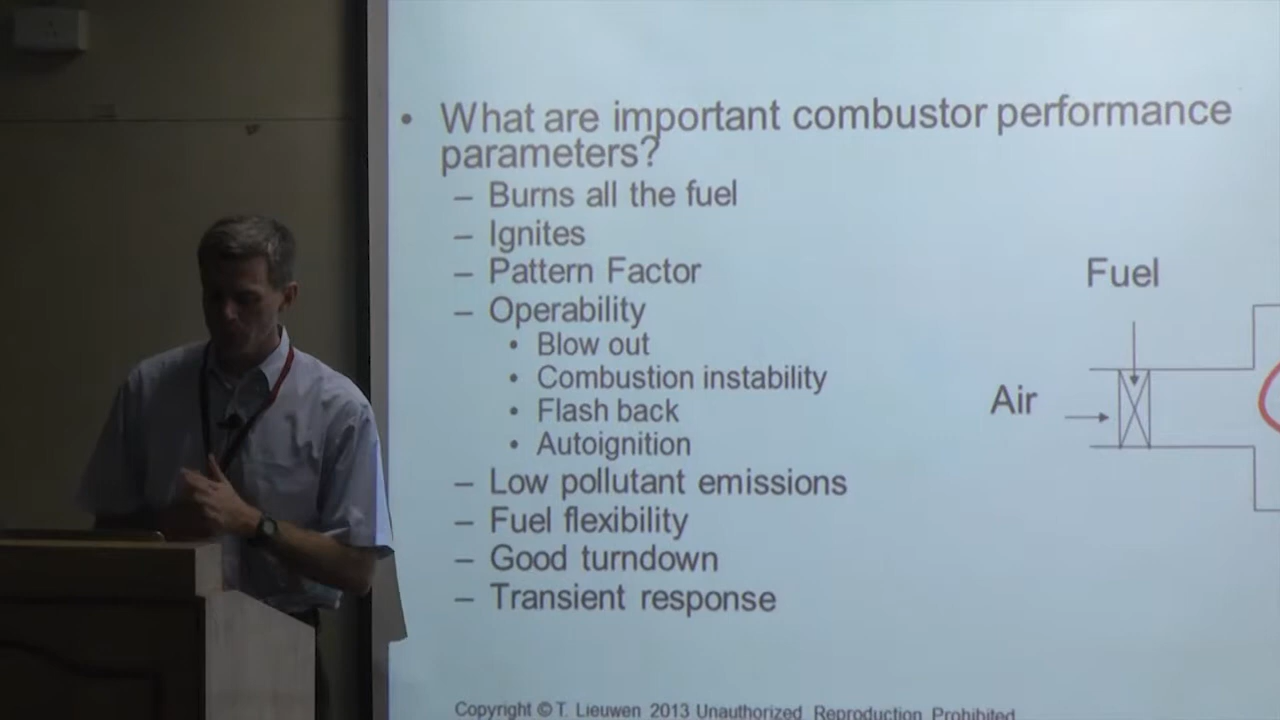 • What are important combustor performance
parameters?
– Burns all the fuel
– Ignites
– Pattern Factor
– Operability
• Blow out
• Combustion instability
• Flash back
• Autoignition
– Low pollutant emissions
– Fuel flexibility
– Good turndown
– Transient response
Fuel
Air
Copyright © T. Lieuwen 2013 Unauthorized Reproduction Prohibited